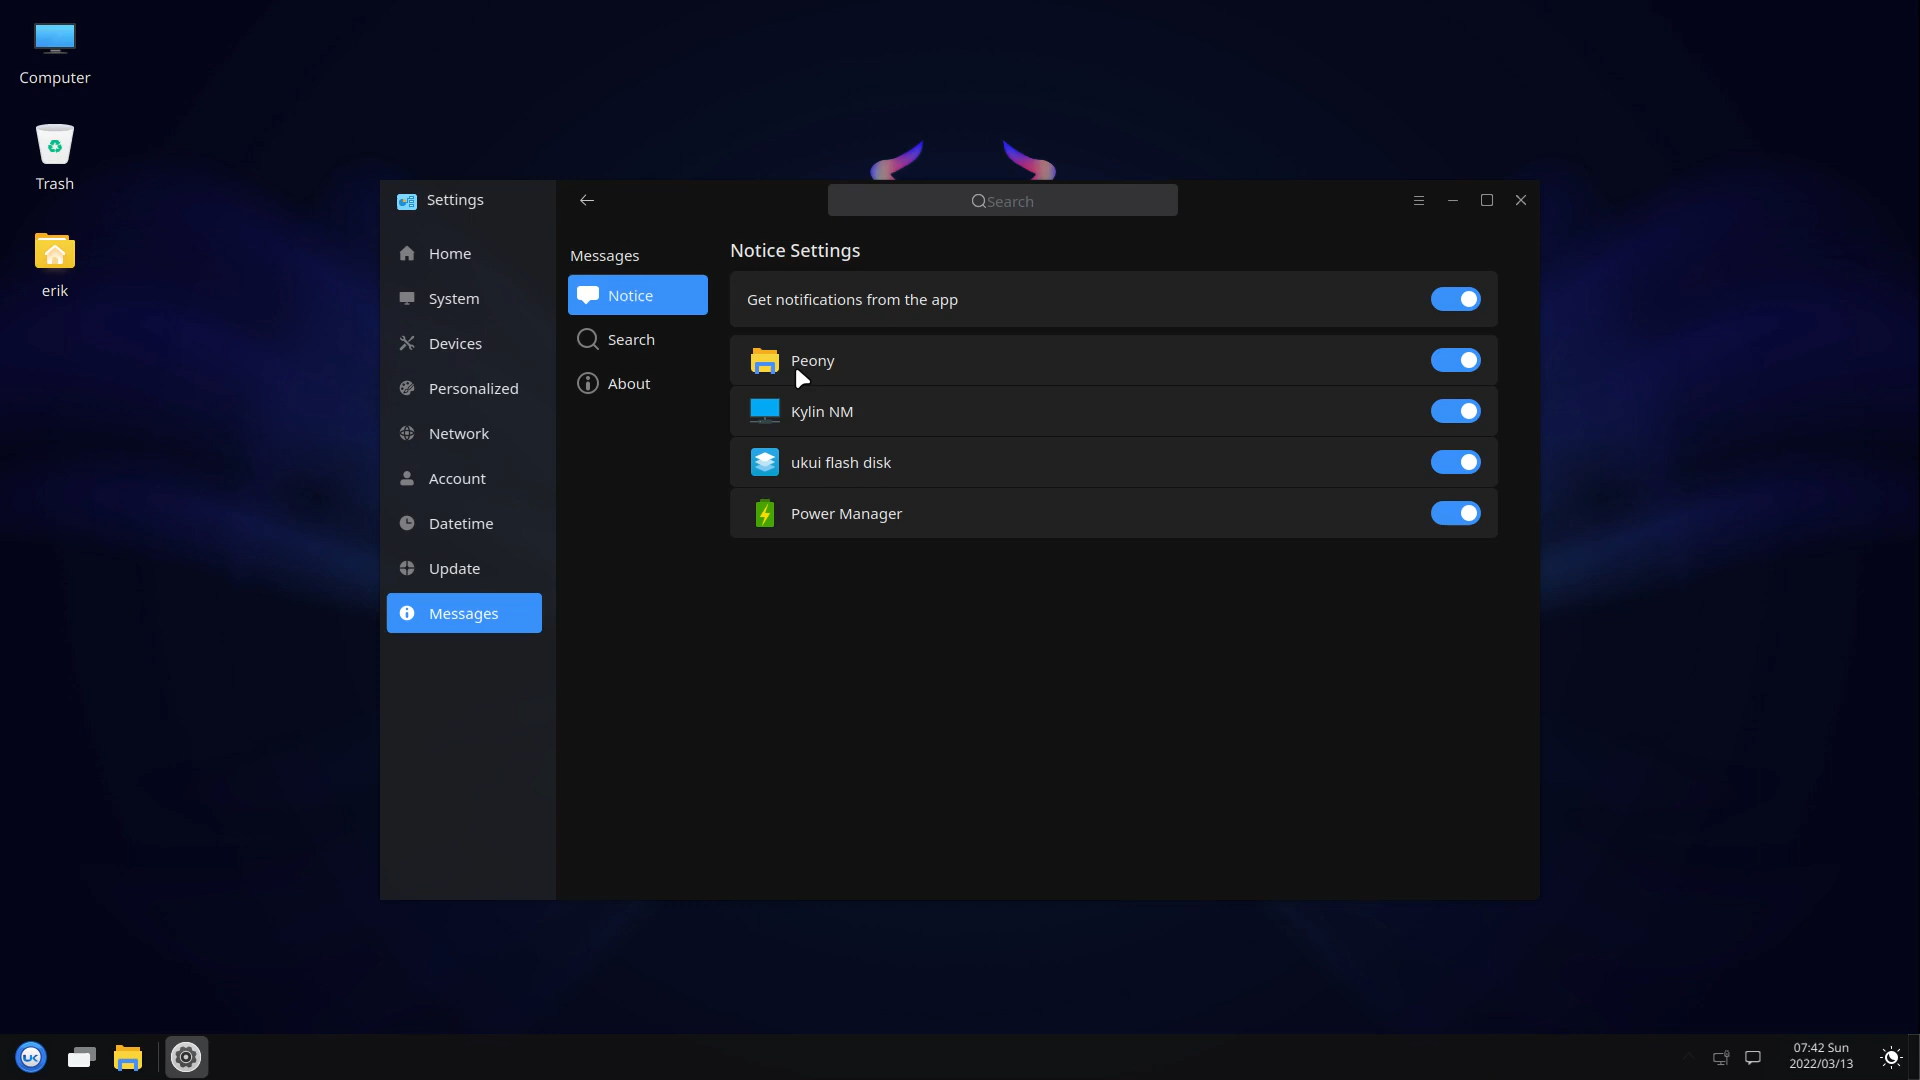 Computer
Trash
erik
Settings
Search
Home
System
Devices
Personalized
Network
Account
Datetime
Update
Messages
Messages
Notice
Search
About
Notice Settings
Get notifications from the app
Peony
Kylin NM
ukui flash disk
Power Manager
UK
07:42 Sun
2022/03/13